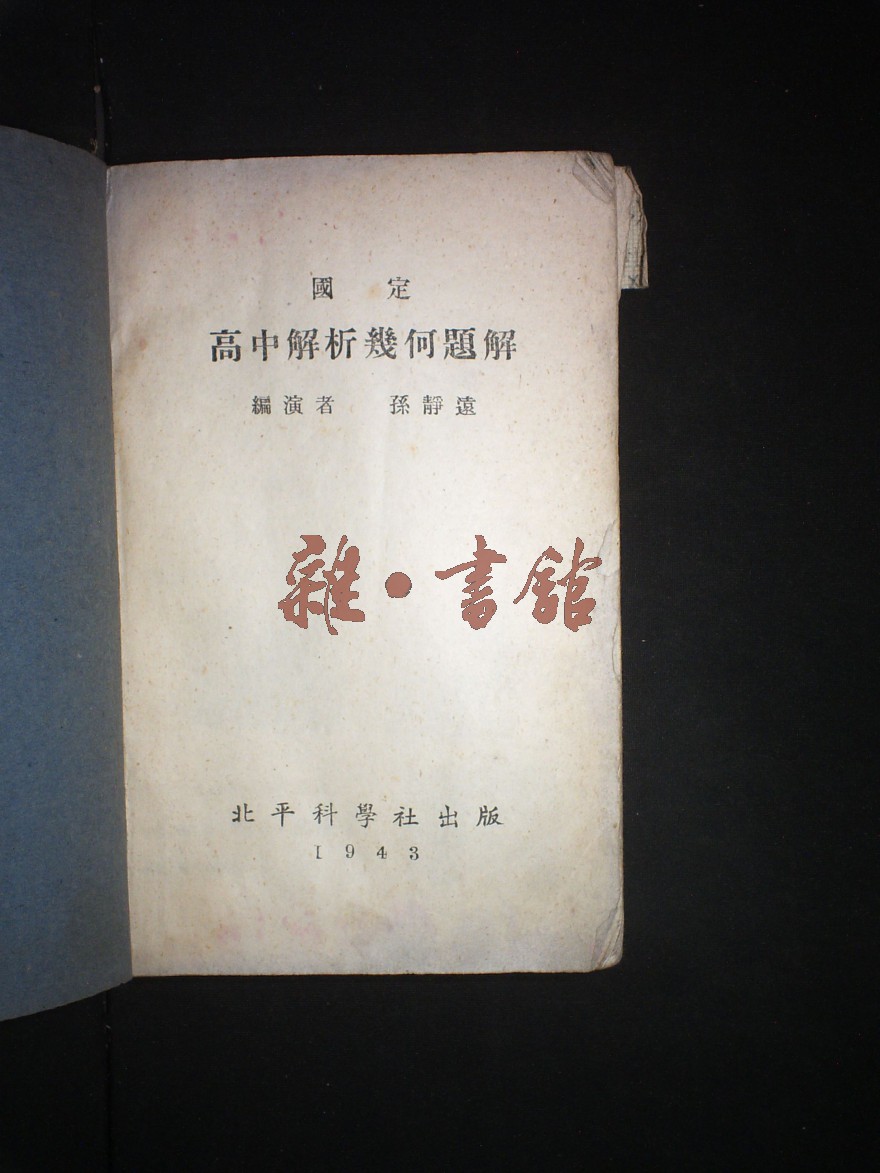 國 定
高中解析幾何題解
編演者 孫靜遠
雜·書館
北平科學社出版
1943